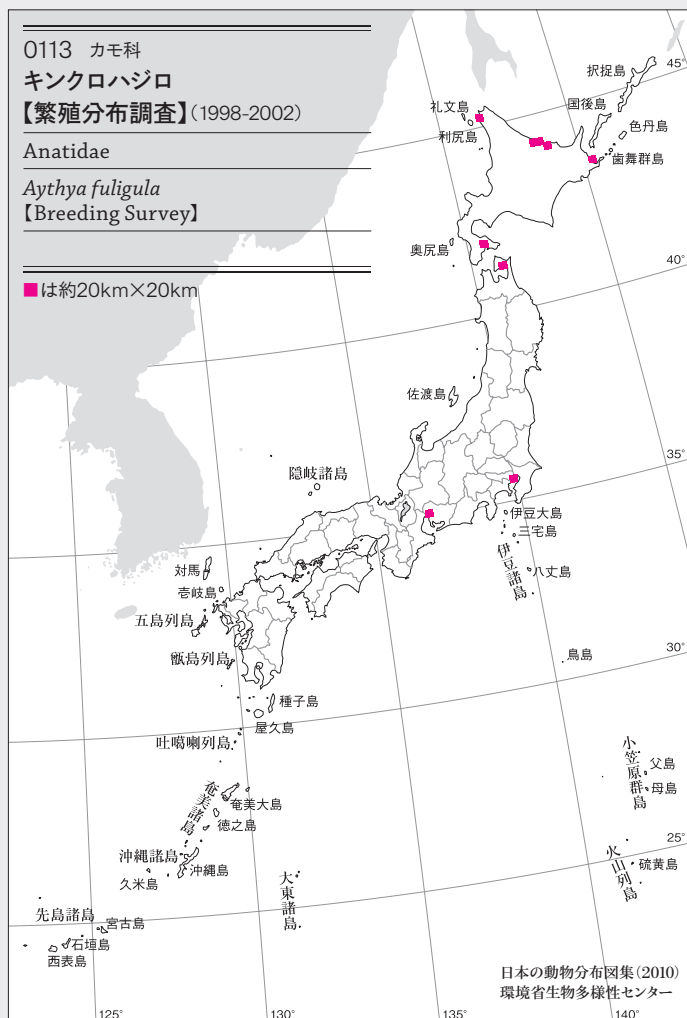 0113 カモ科
キンクロハジロ
【繁殖分布調査】(1998-2002)
Anatidae
Aythya fuligula
【Breeding Survey】
■は約20km×20km
45°
択捉島
国後島
色丹島
歯舞群島
礼文島
利尻島
奥尻島
40°
佐渡島
35°
隠岐諸島
伊豆大島
三宅島
伊豆諸島
八丈島
対馬
壱岐島
五島列島
甑島列島
30°
鳥島
種子島
屋久島
吐噶喇列島
小笠原群島
父島
母島
奄美諸島
奄美大島
徳之島
25°
沖縄諸島
沖縄島
久米島
大東諸島
火山列島
硫黄島
先島諸島
宮古島
石垣島
西表島
日本の動物分布図集(2010)
環境省生物多様性センター
125°
130°
135°
140°